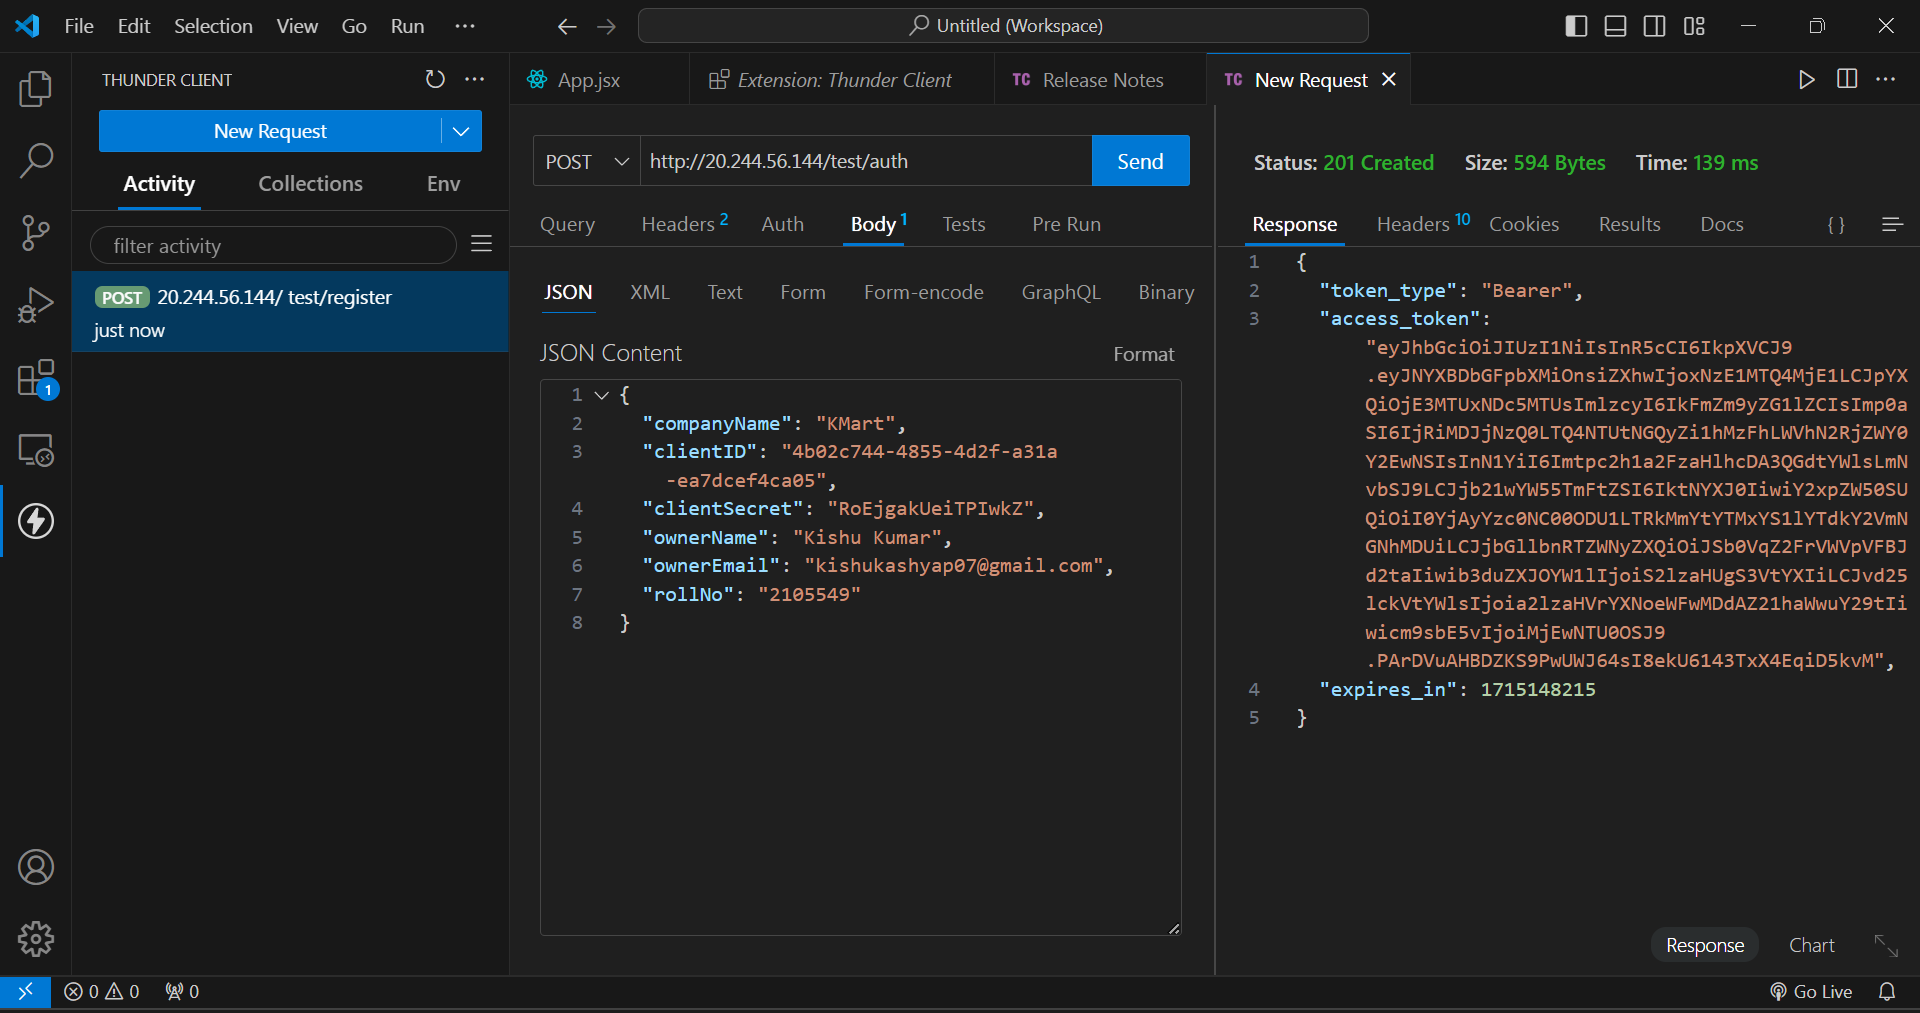 File Edit Selection View Go Run ··· Untitled (Workspace)
THUNDER CLIENT
New Request
Activity Collections Env
filter activity
POST 20.244.56.144/ test/register
just now
App.jsx Extension: Thunder Client TC Release Notes TC New Request
POST http://20.244.56.144/test/auth Send
Query Headers 2 Auth Body 1 Tests Pre Run
JSON XML Text Form Form-encode GraphQL Binary
JSON Content Format
1 {
2 "companyName": "KMart",
3 "clientID": "4b02c744-4855-4d2f-a31a
-ea7dcef4ca05",
4 "clientSecret": "RoEjgakUeiTPIwkZ",
5 "ownerName": "Kishu Kumar",
6 "ownerEmail": "kishukashyap07@gmail.com",
7 "rollNo": "2105549"
8 }
Status: 201 Created Size: 594 Bytes Time: 139 ms
Response Headers 10 Cookies Results Docs { }
1 {
2 "token_type": "Bearer",
3 "access_token":
"eyJhbGciOiJIUzI1NiIsInR5cCI6IkpXVCJ9
.eyJNYXBDbGFpbXMiOnsiZXhwIjoxNzE1MTQ4MjE1LCJpYX
QiOjE3MTUxNDc5MTUsImlzcyI6IkFmZm9yZG1lZCIsImp0a
SI6IjRiMDJjNzQ0LTQ4NTUtNGQyZi1hMzFhLWVhN2RjZWY0
Y2EwNSIsInN1YiI6Imtpc2h1a2FzaHlhcDA3QGdtYWlsLmN
vbSJ9LCJjb21wYW55TmFtZSI6IktNYXJ0IiwiY2xpZW50SU
QiOiI0YjAyYzc0NC00ODU1LTRkMmYtYTMxYS1lYTdkY2VmN
GNhMDUiLCJjbGllbnRTZWNyZXQiOiJSb0VqZ2FrVWVpVFBJ
d2taIiwib3duZXJOYW1lIjoiS2lzaHUgS3VtYXIiLCJvd25
lckVtYWlsIjoia2lzaHVrYXNoeWFwMDdAZ21haWwuY29tIi
wicm9sbE5vIjoiMjEwNTU0OSJ9
.PArDVuAHBDZKS9PwUWJ64sI8ekU6143TxX4EqiD5kvM",
4 "expires_in": 1715148215
5 }
Response Chart
1
0 0 0 Go Live